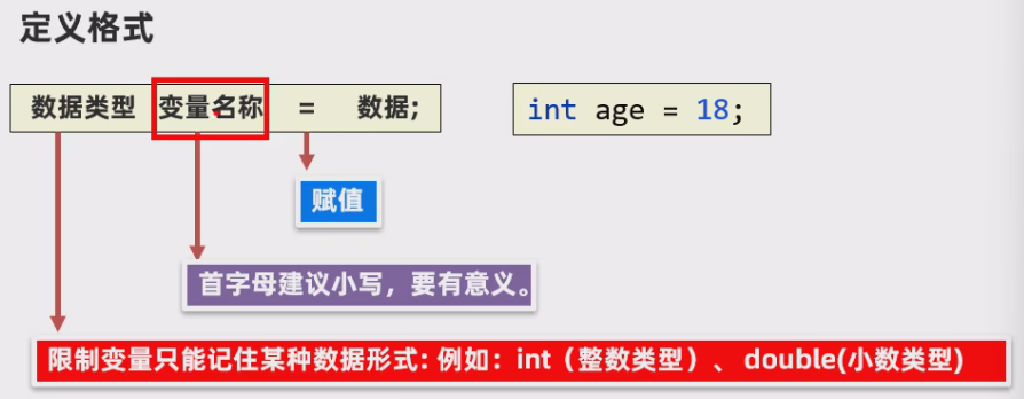 定义格式
数据类型 变量名称 = 数据;
int age = 18;
赋值
首字母建议小写，要有意义。
限制变量只能记住某种数据形式: 例如：int（整数类型）、 double(小数类型)